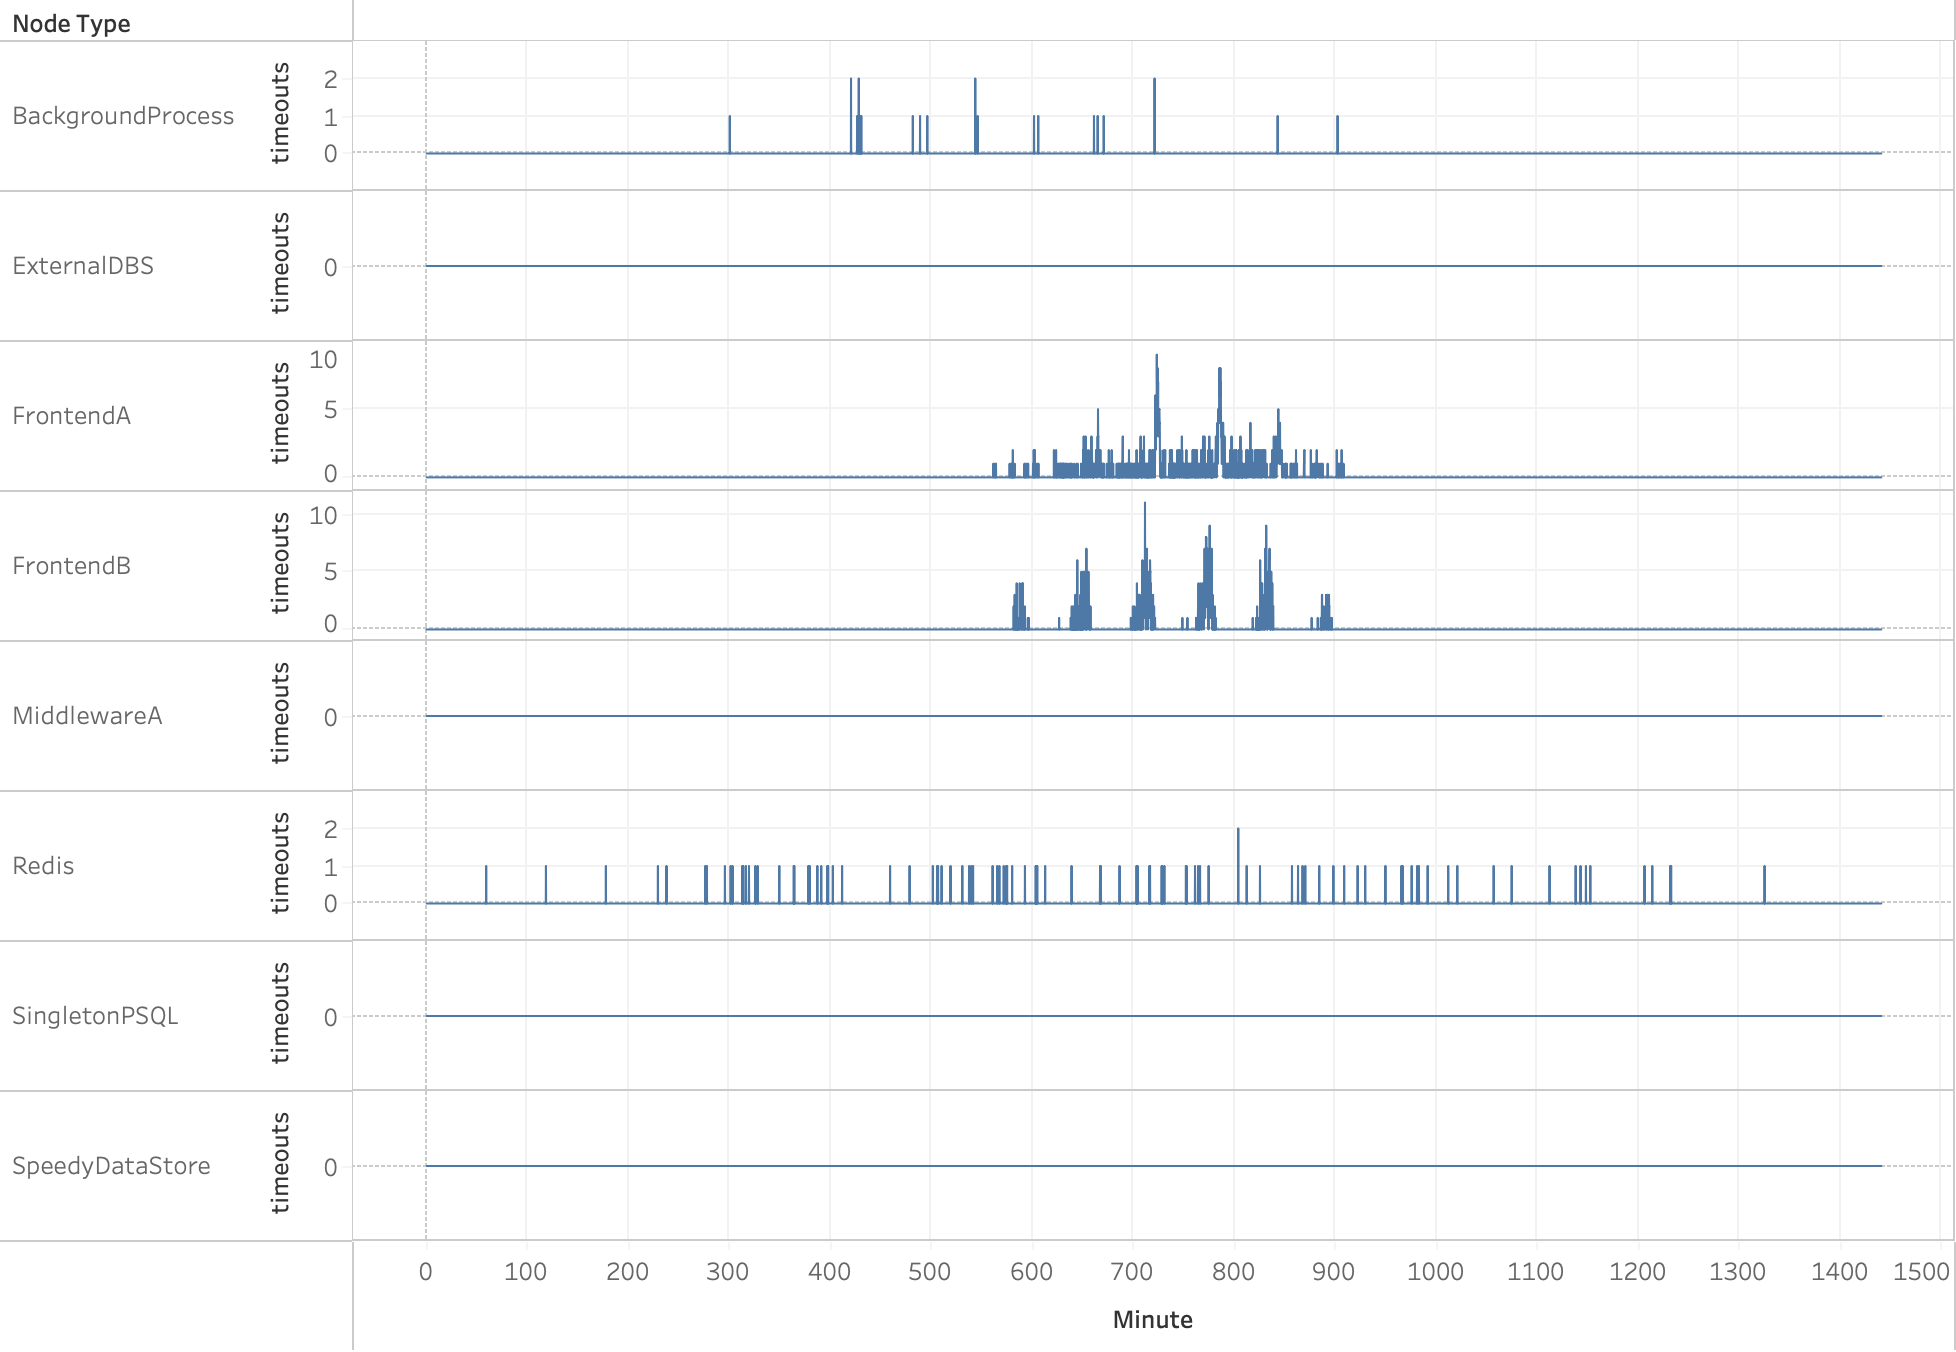 Node Type
BackgroundProcess
timeouts
2
1
0
ExternalDBS
timeouts
0
FrontendA
timeouts
10
5
0
FrontendB
timeouts
10
5
0
MiddlewareA
timeouts
0
Redis
timeouts
2
1
0
SingletonPSQL
timeouts
0
SpeedyDataStore
timeouts
0
0 100 200 300 400 500 600 700 800 900 1000 1100 1200 1300 1400 1500
Minute